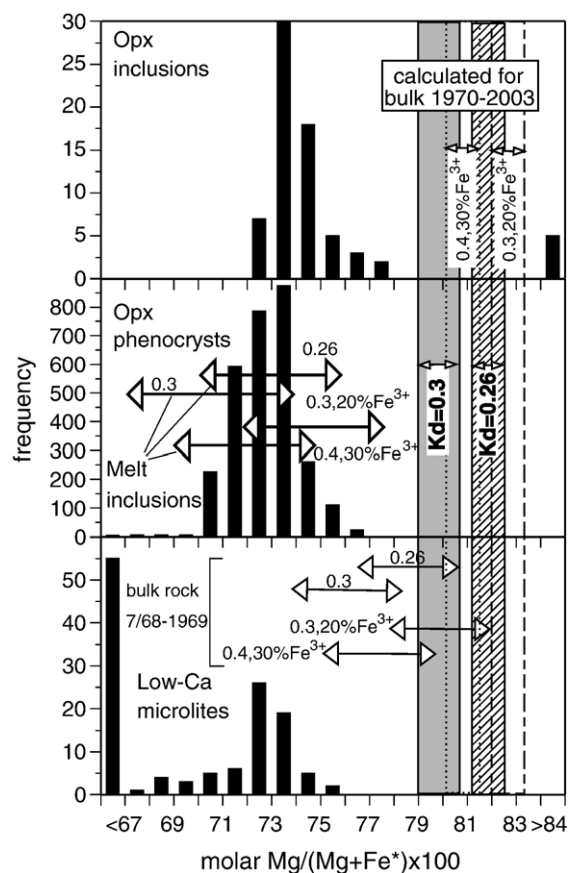 30
25
20
15
10
5
0
Opx
inclusions
calculated for
bulk 1970-2003
0.4,30%Fe3+
0.3,20%Fe3+
frequency
800
700
600
500
400
300
200
100
0
Opx
phenocrysts
0.26
0.3
0.3,20%Fe3+
0.4,30%Fe3+
Melt
inclusions
Kd=0.3
Kd=0.26
50
40
30
20
10
0
bulk rock
7/68-1969
0.26
0.3
0.3,20%Fe3+
0.4,30%Fe3+
Low-Ca
microlites
<67 69 71 73 75 77 79 81 83 >84
molar Mg/(Mg+Fe*)x100